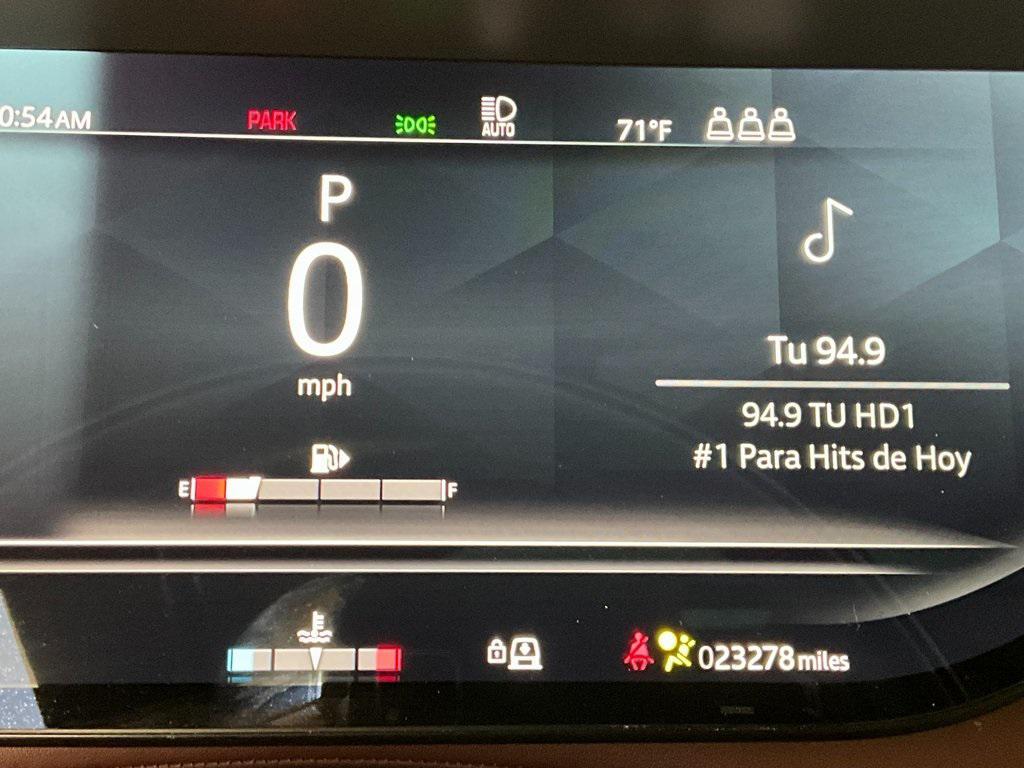 0:54 AM
PARK
AUTO
71°F
P
0
mph
Tu 94.9
94.9 TU HD1
#1 Para Hits de Hoy
E F
023278 miles